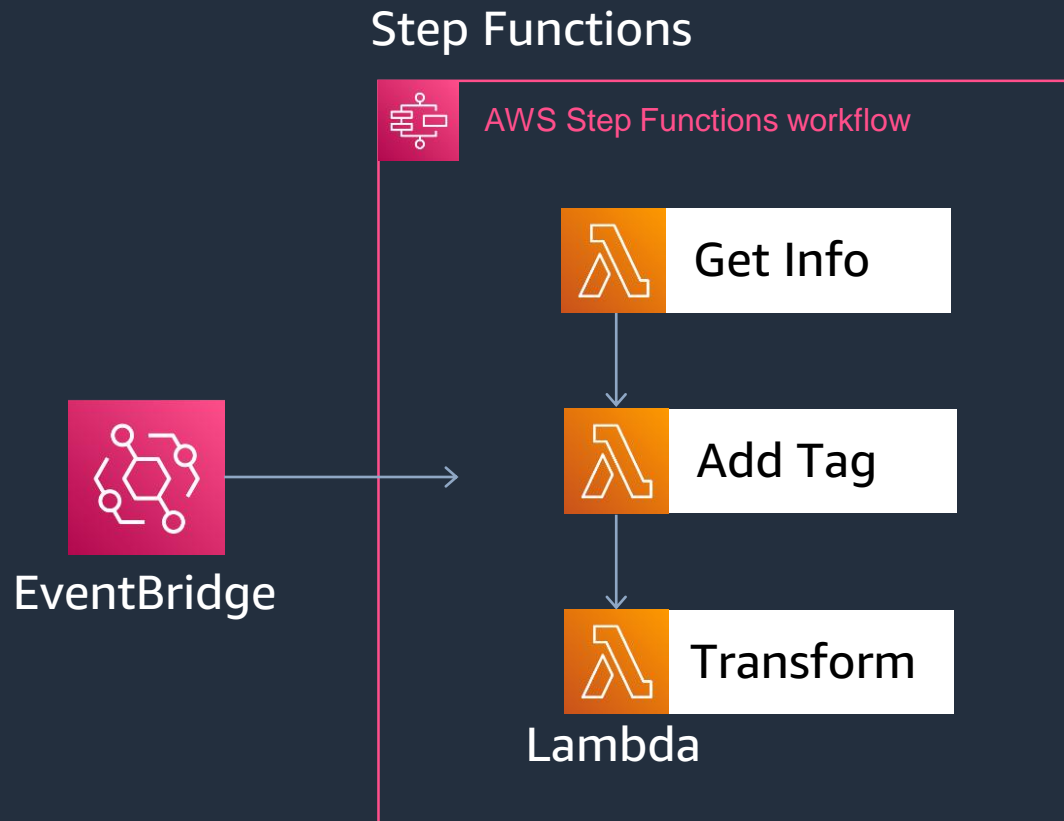 Step Functions
AWS Step Functions workflow
Get Info
Add Tag
EventBridge
Transform
Lambda